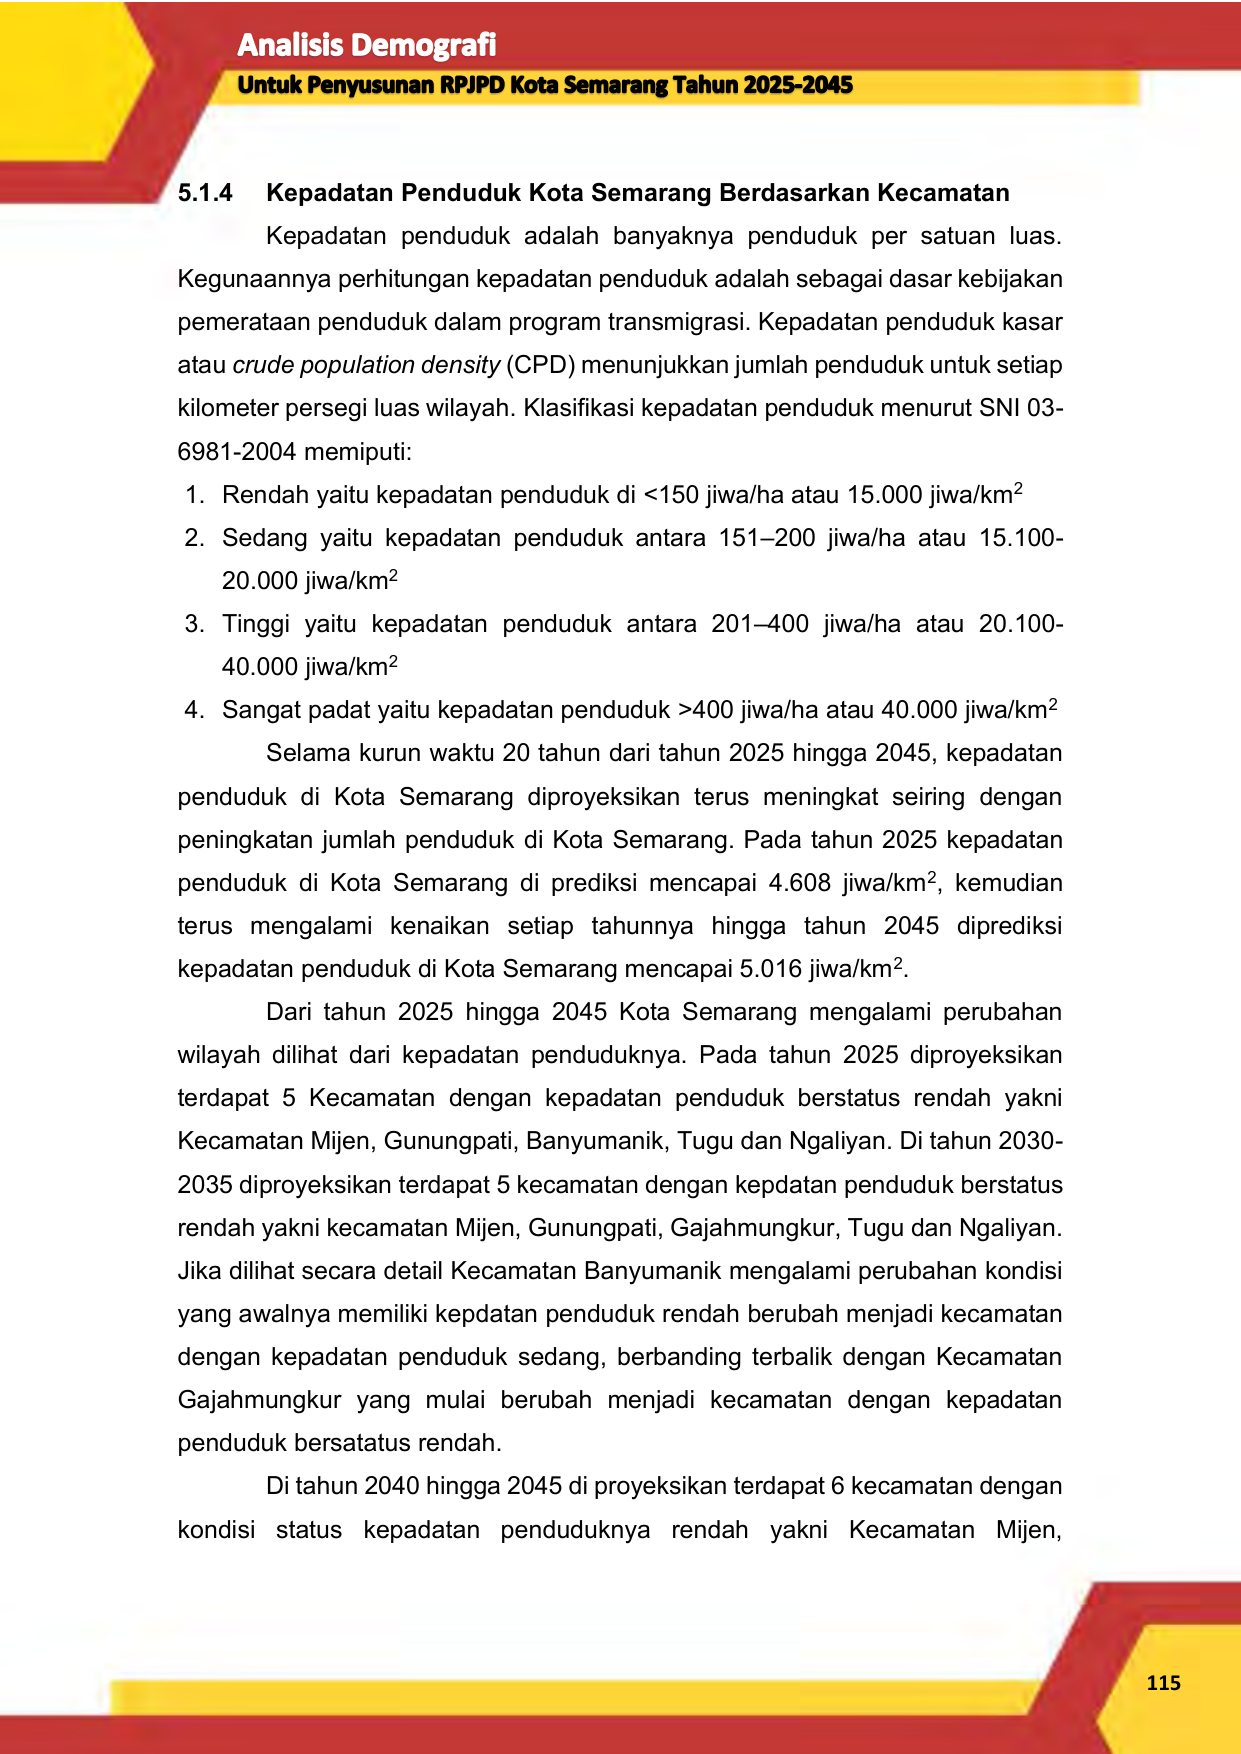 Analisis Demografi
Untuk Penyusunan RPJPD Kota Semarang Tahun 2025-2045
5.1.4 Kepadatan Penduduk Kota Semarang Berdasarkan Kecamatan
Kepadatan penduduk adalah banyaknya penduduk per satuan luas.
Kegunaannya perhitungan kepadatan penduduk adalah sebagai dasar kebijakan
pemerataan penduduk dalam program transmigrasi. Kepadatan penduduk kasar
atau crude population density (CPD) menunjukkan jumlah penduduk untuk setiap
kilometer persegi luas wilayah. Klasifikasi kepadatan penduduk menurut SNI 03-
6981-2004 memiputi:
1. Rendah yaitu kepadatan penduduk di <150 jiwa/ha atau 15.000 jiwa/km²
2. Sedang yaitu kepadatan penduduk antara 151–200 jiwa/ha atau 15.100-
20.000 jiwa/km²
3. Tinggi yaitu kepadatan penduduk antara 201–400 jiwa/ha atau 20.100-
40.000 jiwa/km²
4. Sangat padat yaitu kepadatan penduduk >400 jiwa/ha atau 40.000 jiwa/km²
Selama kurun waktu 20 tahun dari tahun 2025 hingga 2045, kepadatan
penduduk di Kota Semarang diproyeksikan terus meningkat seiring dengan
peningkatan jumlah penduduk di Kota Semarang. Pada tahun 2025 kepadatan
penduduk di Kota Semarang di prediksi mencapai 4.608 jiwa/km², kemudian
terus mengalami kenaikan setiap tahunnya hingga tahun 2045 diprediksi
kepadatan penduduk di Kota Semarang mencapai 5.016 jiwa/km².
Dari tahun 2025 hingga 2045 Kota Semarang mengalami perubahan
wilayah dilihat dari kepadatan penduduknya. Pada tahun 2025 diproyeksikan
terdapat 5 Kecamatan dengan kepadatan penduduk berstatus rendah yakni
Kecamatan Mijen, Gunungpati, Banyumanik, Tugu dan Ngaliyan. Di tahun 2030-
2035 diproyeksikan terdapat 5 kecamatan dengan kepdatan penduduk berstatus
rendah yakni kecamatan Mijen, Gunungpati, Gajahmungkur, Tugu dan Ngaliyan.
Jika dilihat secara detail Kecamatan Banyumanik mengalami perubahan kondisi
yang awalnya memiliki kepdatan penduduk rendah berubah menjadi kecamatan
dengan kepadatan penduduk sedang, berbanding terbalik dengan Kecamatan
Gajahmungkur yang mulai berubah menjadi kecamatan dengan kepadatan
penduduk bersatatus rendah.
Di tahun 2040 hingga 2045 di proyeksikan terdapat 6 kecamatan dengan
kondisi status kepadatan penduduknya rendah yakni Kecamatan Mijen,
115